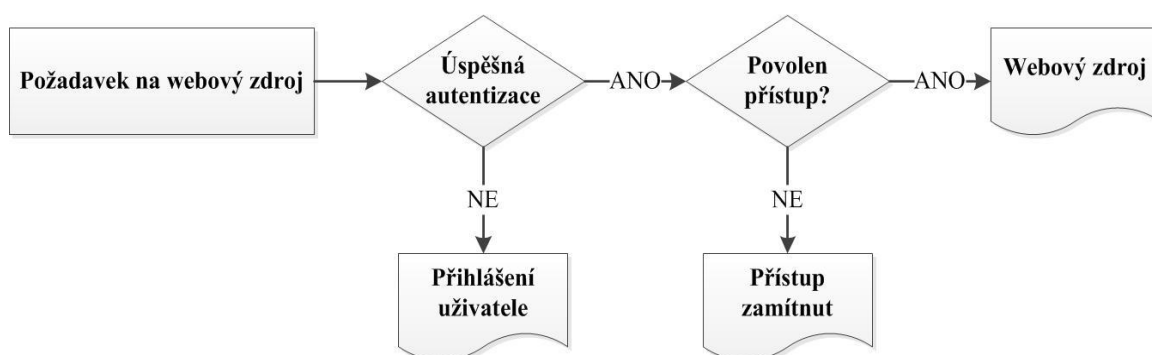 Požadavek na webový zdroj
Úspěšná
autentizace
ANO
Povolen
přístup?
ANO
Webový zdroj
NE
NE
Přihlášení
uživatele
Přístup
zamítnut